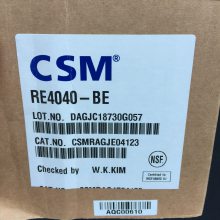 CSM®
RE4040-BE
LOT.NO. DAGJC18730G057
CAT.NO. CSMRAGJE04123
NSF
Checked by W.K.KIM
AQC00610